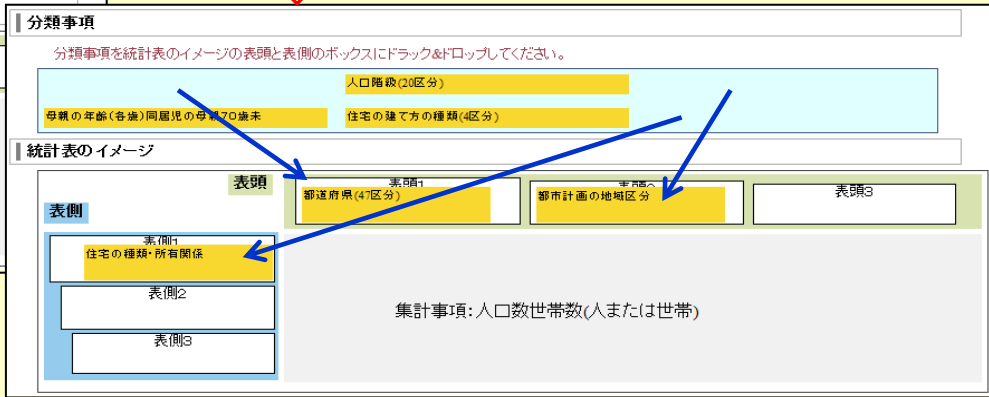 分類事項
分類事項を統計表のイメージの表頭と表側のボックスにドラック&ドロップしてください。
人口階級(20区分)
母親の年齢(各歳)同居児の母親70歳未
住宅の建て方の種類(4区分)
統計表のイメージ
表頭
表頭1
都道府県(47区分)
都市計画の地域区分
表頭3
表側
表側1
住宅の種類・所有関係
表側2
表側3
集計事項:人口数世帯数(人または世帯)